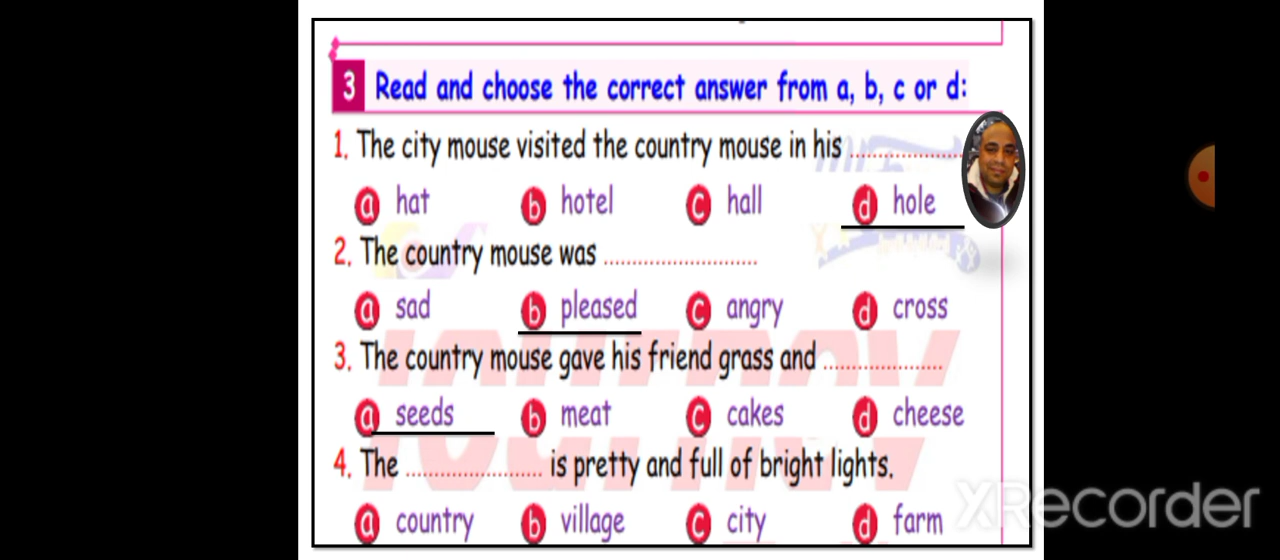 3 Read and choose the correct answer from a, b, c or d:
1. The city mouse visited the country mouse in his ....................
a hat b hotel c hall d hole
2. The country mouse was ...........................
a sad b pleased c angry d cross
3. The country mouse gave his friend grass and .....................
a seeds b meat c cakes d cheese
4. The ........................ is pretty and full of bright lights.
a country b village c city d farm
XRecorder